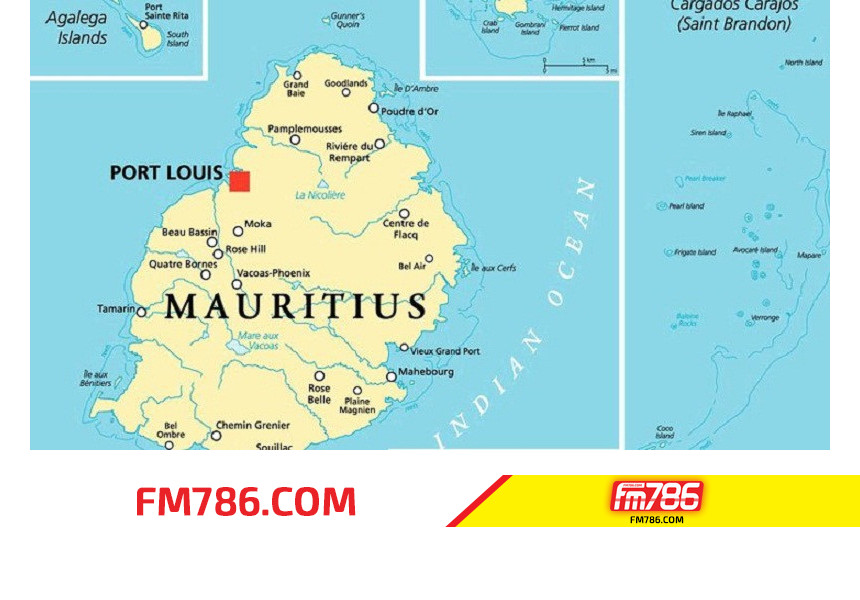 Agalega
Islands
Port
Sainte Rita
South
Island
Gunner's
Quoin
Hermitage Island
Crab
Island
Gombrani
Island
Pierrot Island
5 km
5 mi
Cargados Carajos
(Saint Brandon)
North Island
Île Raphael
Siren Island
Pearl Breaker
Pearl Island
Frigate Island
Avocaré Island
Mapare
Baleine
Rocks
Verronge
Coco
Island
Grand
Baie
Goodlands
Île D'Ambre
Poudre d'Or
Pamplemousses
Riviére du
Rempart
PORT LOUIS
La Nicolière
Centre de
Flacq
Moka
Beau Bassin
Rose Hill
Bel Air
Île aux Cerfs
Quatre Bornes
Vacoas-Phoenix
MAURITIUS
Tamarin
Mare aux
Vacoas
Vieux Grand Port
Mahebourg
Île aux
Bénitiers
Rose
Belle
Plaine
Magnien
Bel
Ombre
Chemin Grenier
Souillac
INDIAN OCEAN
FM786.COM
fm786
FM786.COM